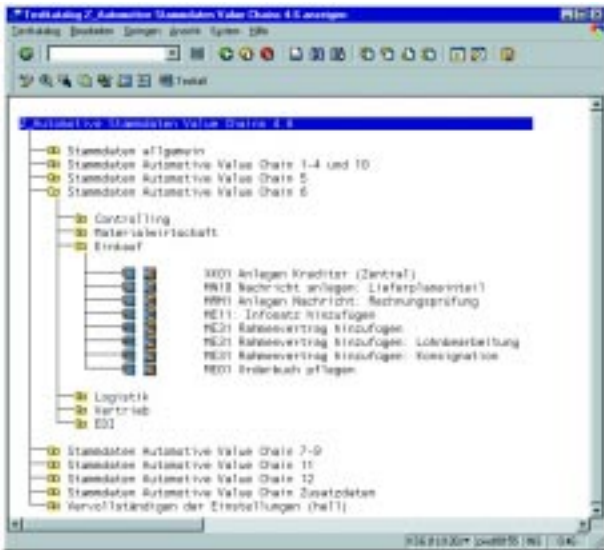 Testkatalog Z_Automotive Stammdaten Value Chains 4.6 anzeigen
Testkatalog Bearbeiten Springen Ansicht System Hilfe
Testfall
Z_Automotive Stammdaten Value Chains 4.6
Stammdaten allgemein
Stammdaten Automotive Value Chain 1-4 und 10
Stammdaten Automotive Value Chain 5
Stammdaten Automotive Value Chain 6
Controlling
Materialwirtschaft
Einkauf
XK01 Anlegen Kreditor (Zentral)
MN10 Nachricht anlegen: Lieferplaneinteil
MRM1 Anlegen Nachricht: Rechnungsprüfung
ME11: Infosatz hinzufügen
ME31 Rahmenvertrag hinzufügen
ME31 Rahmenvertrag hinzufügen: Lohnbearbeitung
ME31 Rahmenvertrag hinzufügen: Konsignation
ME01 Orderbuch pflegen
Logistik
Vertrieb
EDI
Stammdaten Automotive Value Chain 7-9
Stammdaten Automotive Value Chain 11
Stammdaten Automotive Value Chain 12
Stammdaten Automotive Value Chain Zusatzdaten
Vervollständigen der Einstellungen (hell)